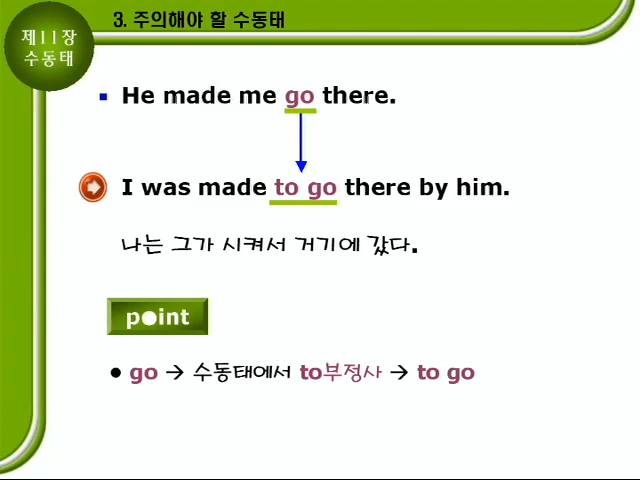 제11장
수동태
3. 주의해야 할 수동태
▪ He made me go there.
I was made to go there by him.
나는 그가 시켜서 거기에 갔다.
point
● go → 수동태에서 to부정사 → to go